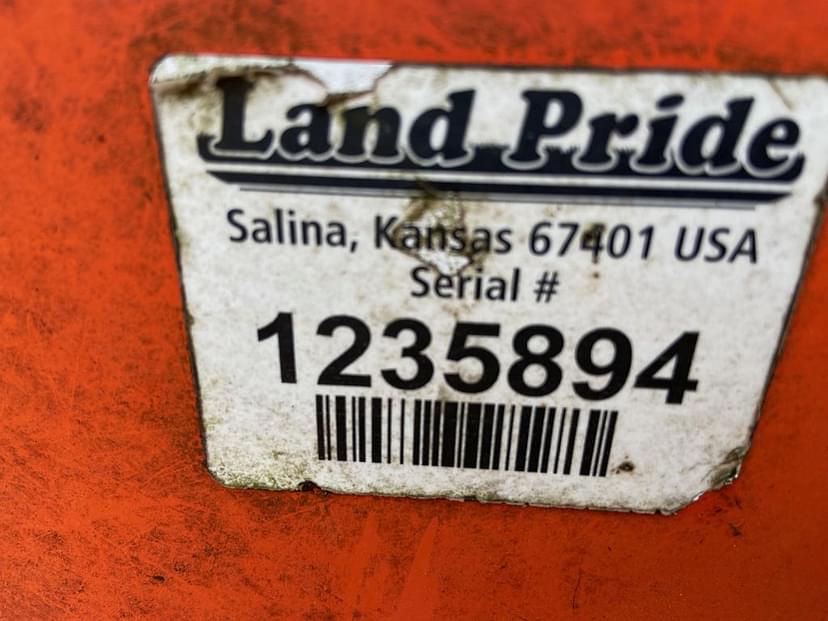 Land Pride
Salina, Kansas 67401 USA
Serial #
1235894